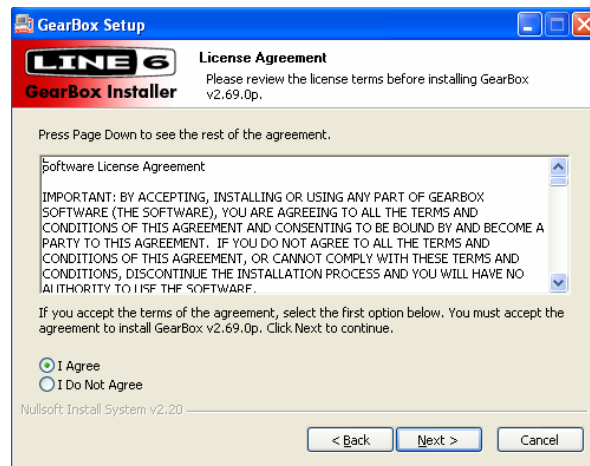 GearBox Setup
LINE 6
GearBox Installer
License Agreement
Please review the license terms before installing GearBox
v2.69.0p.
Press Page Down to see the rest of the agreement.
Software License Agreement
IMPORTANT: BY ACCEPTING, INSTALLING OR USING ANY PART OF GEARBOX
SOFTWARE (THE SOFTWARE), YOU ARE AGREEING TO ALL THE TERMS AND
CONDITIONS OF THIS AGREEMENT AND CONSENTING TO BE BOUND BY AND BECOME A
PARTY TO THIS AGREEMENT. IF YOU DO NOT AGREE TO ALL THE TERMS AND
CONDITIONS OF THIS AGREEMENT, OR CANNOT COMPLY WITH THESE TERMS AND
CONDITIONS, DISCONTINUE THE INSTALLATION PROCESS AND YOU WILL HAVE NO
AUTHORITY TO USE THE SOFTWARE.
If you accept the terms of the agreement, select the first option below. You must accept the
agreement to install GearBox v2.69.0p. Click Next to continue.
I Agree
I Do Not Agree
Nullsoft Install System v2.20
< Back
Next >
Cancel